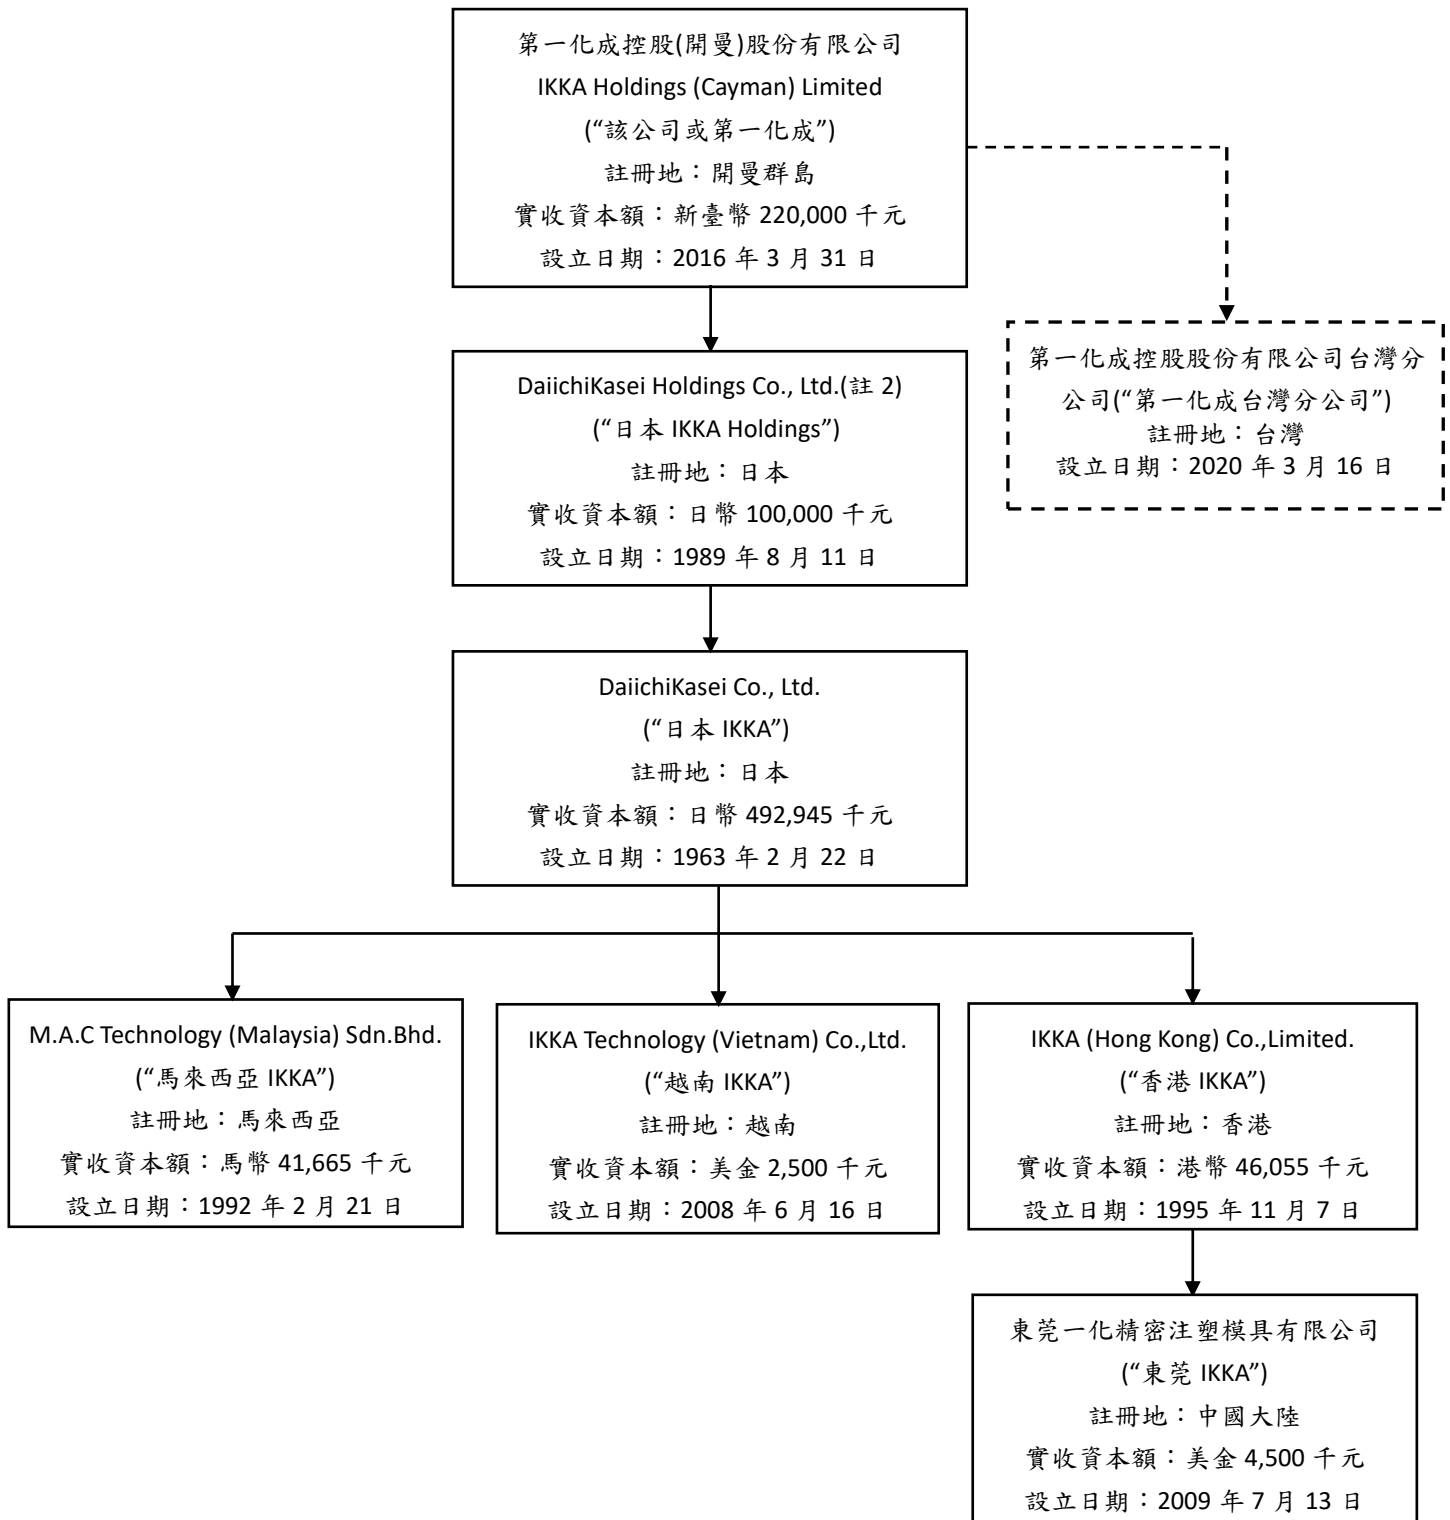 第一化成控股(開曼)股份有限公司
IKKA Holdings (Cayman) Limited
(“該公司或第一化成”)
註冊地：開曼群島
實收資本額：新臺幣 220,000 千元
設立日期：2016 年 3 月 31 日
第一化成控股股份有限公司台灣分
公司(“第一化成台灣分公司”)
註冊地：台灣
設立日期：2020 年 3 月 16 日
DaiichiKasei Holdings Co., Ltd.(註 2)
(“日本 IKKA Holdings”)
註冊地：日本
實收資本額：日幣 100,000 千元
設立日期：1989 年 8 月 11 日
DaiichiKasei Co., Ltd.
(“日本 IKKA”)
註冊地：日本
實收資本額：日幣 492,945 千元
設立日期：1963 年 2 月 22 日
M.A.C Technology (Malaysia) Sdn.Bhd.
(“馬來西亞 IKKA”)
註冊地：馬來西亞
實收資本額：馬幣 41,665 千元
設立日期：1992 年 2 月 21 日
IKKA Technology (Vietnam) Co.,Ltd.
(“越南 IKKA”)
註冊地：越南
實收資本額：美金 2,500 千元
設立日期：2008 年 6 月 16 日
IKKA (Hong Kong) Co.,Limited.
(“香港 IKKA”)
註冊地：香港
實收資本額：港幣 46,055 千元
設立日期：1995 年 11 月 7 日
東莞一化精密注塑模具有限公司
(“東莞 IKKA”)
註冊地：中國大陸
實收資本額：美金 4,500 千元
設立日期：2009 年 7 月 13 日